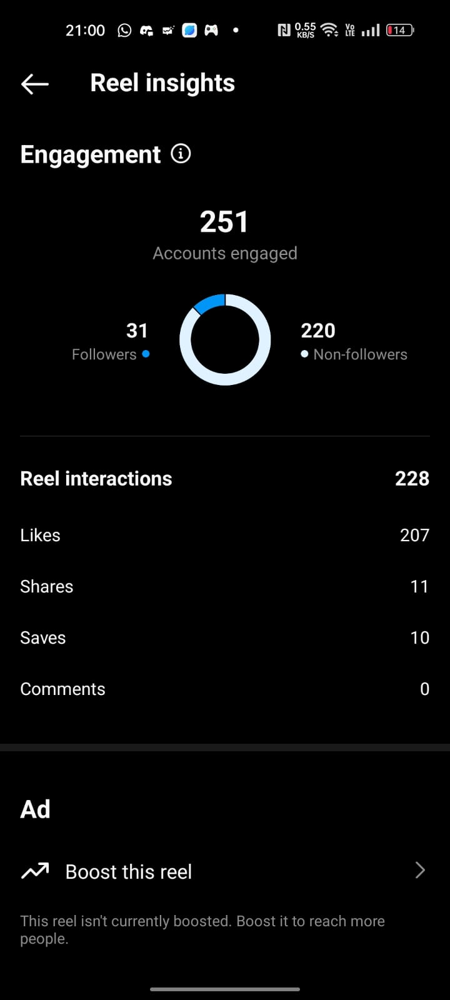 21:00 0.55 KB/S Vo LTE 14
Reel insights
Engagement
251
Accounts engaged
31
Followers
220
Non-followers
Reel interactions 228
Likes 207
Shares 11
Saves 10
Comments 0
Ad
Boost this reel
This reel isn't currently boosted. Boost it to reach more
people.